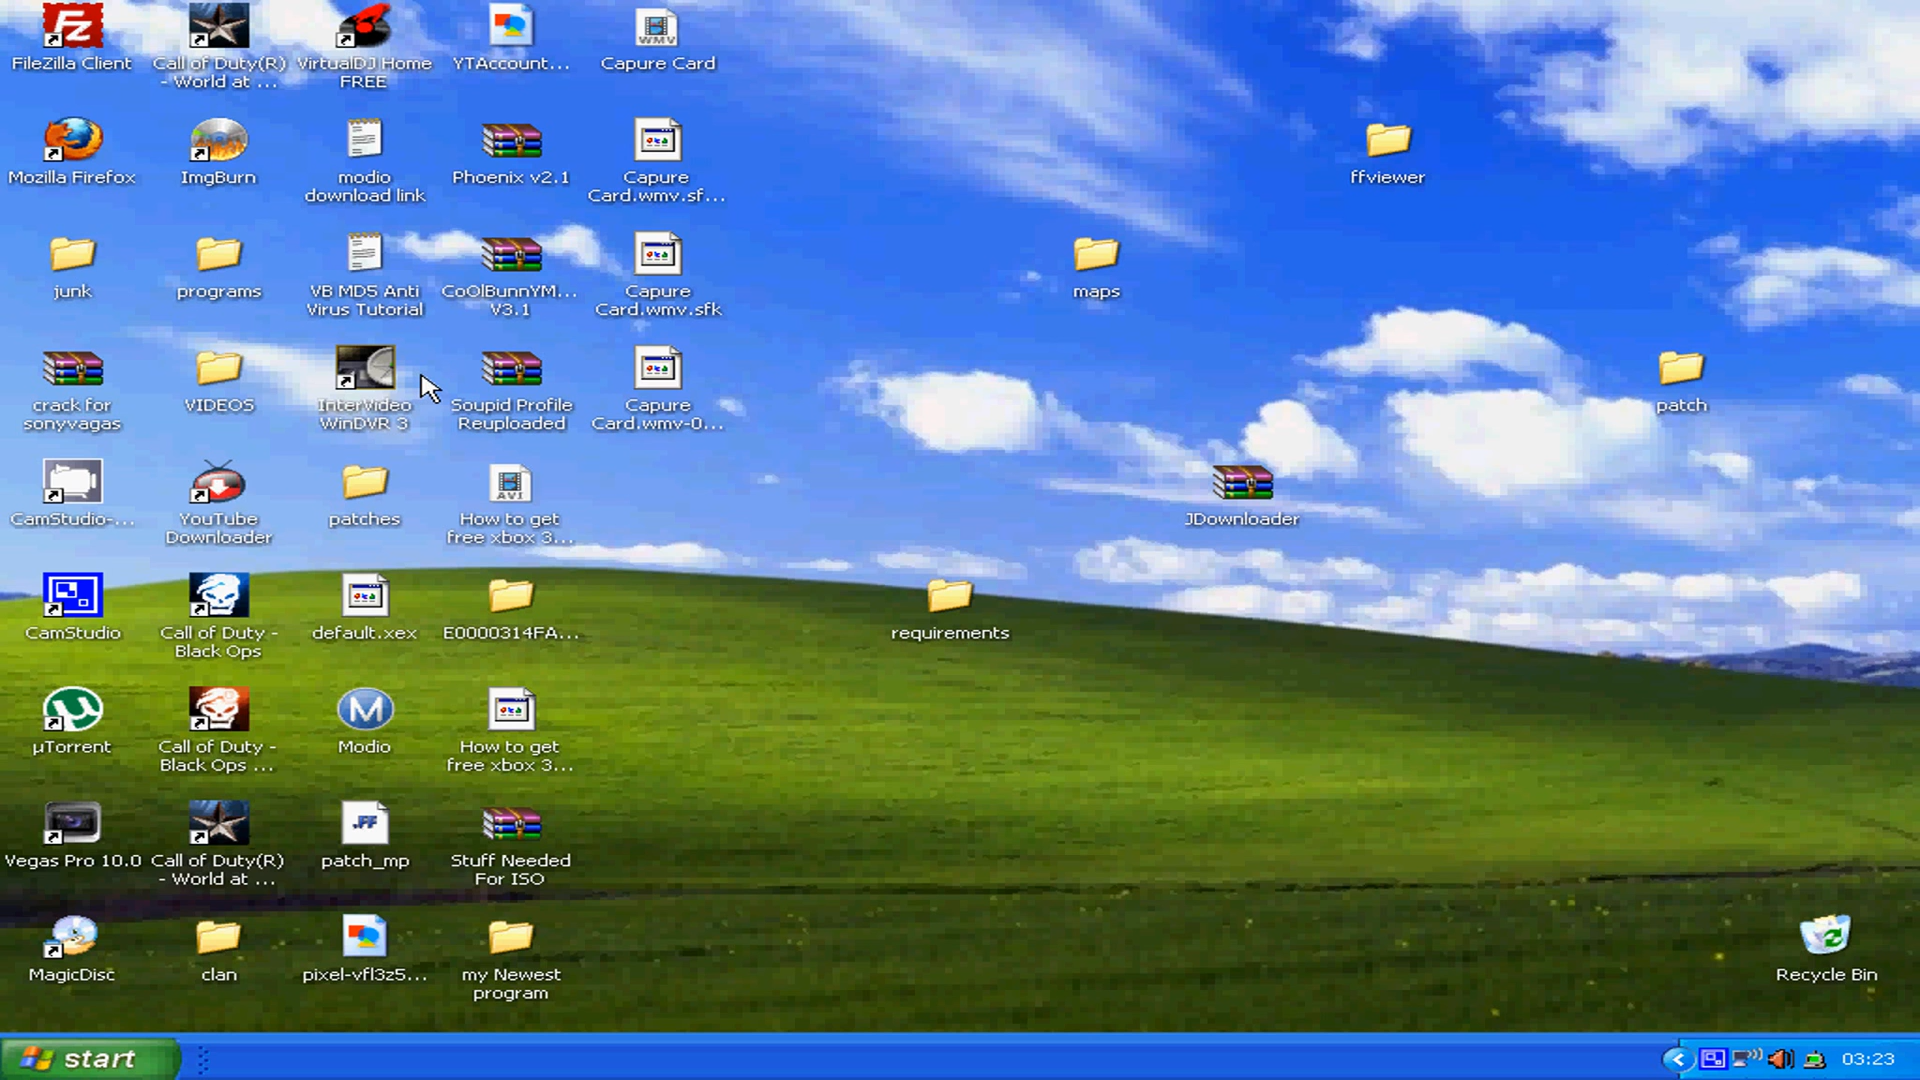 FileZilla Client
Call of Duty(R)
- World at ...
VirtualDJ Home
FREE
YTAccount...
WMV
Capure Card
Mozilla Firefox
ImgBurn
modio
download link
Phoenix v2.1
Capure
Card.wmv.sf...
ffviewer
junk
programs
VB MD5 Anti
Virus Tutorial
CoOlBunnYM...
V3.1
Capure
Card.wmv.sfk
maps
crack for
sonyvagas
VIDEOS
InterVideo
WinDVR 3
Soupid Profile
Reuploaded
Capure
Card.wmv-0...
patch
CamStudio-...
YouTube
Downloader
patches
AVI
How to get
free xbox 3...
JDownloader
CamStudio
Call of Duty -
Black Ops
default.xex
E0000314FA...
requirements
µTorrent
Call of Duty -
Black Ops ...
M
Modio
How to get
free xbox 3...
Vegas Pro 10.0
Call of Duty(R)
- World at ...
.FF
patch_mp
Stuff Needed
For ISO
MagicDisc
clan
pixel-vfl3z5...
my Newest
program
Recycle Bin
start
03:23